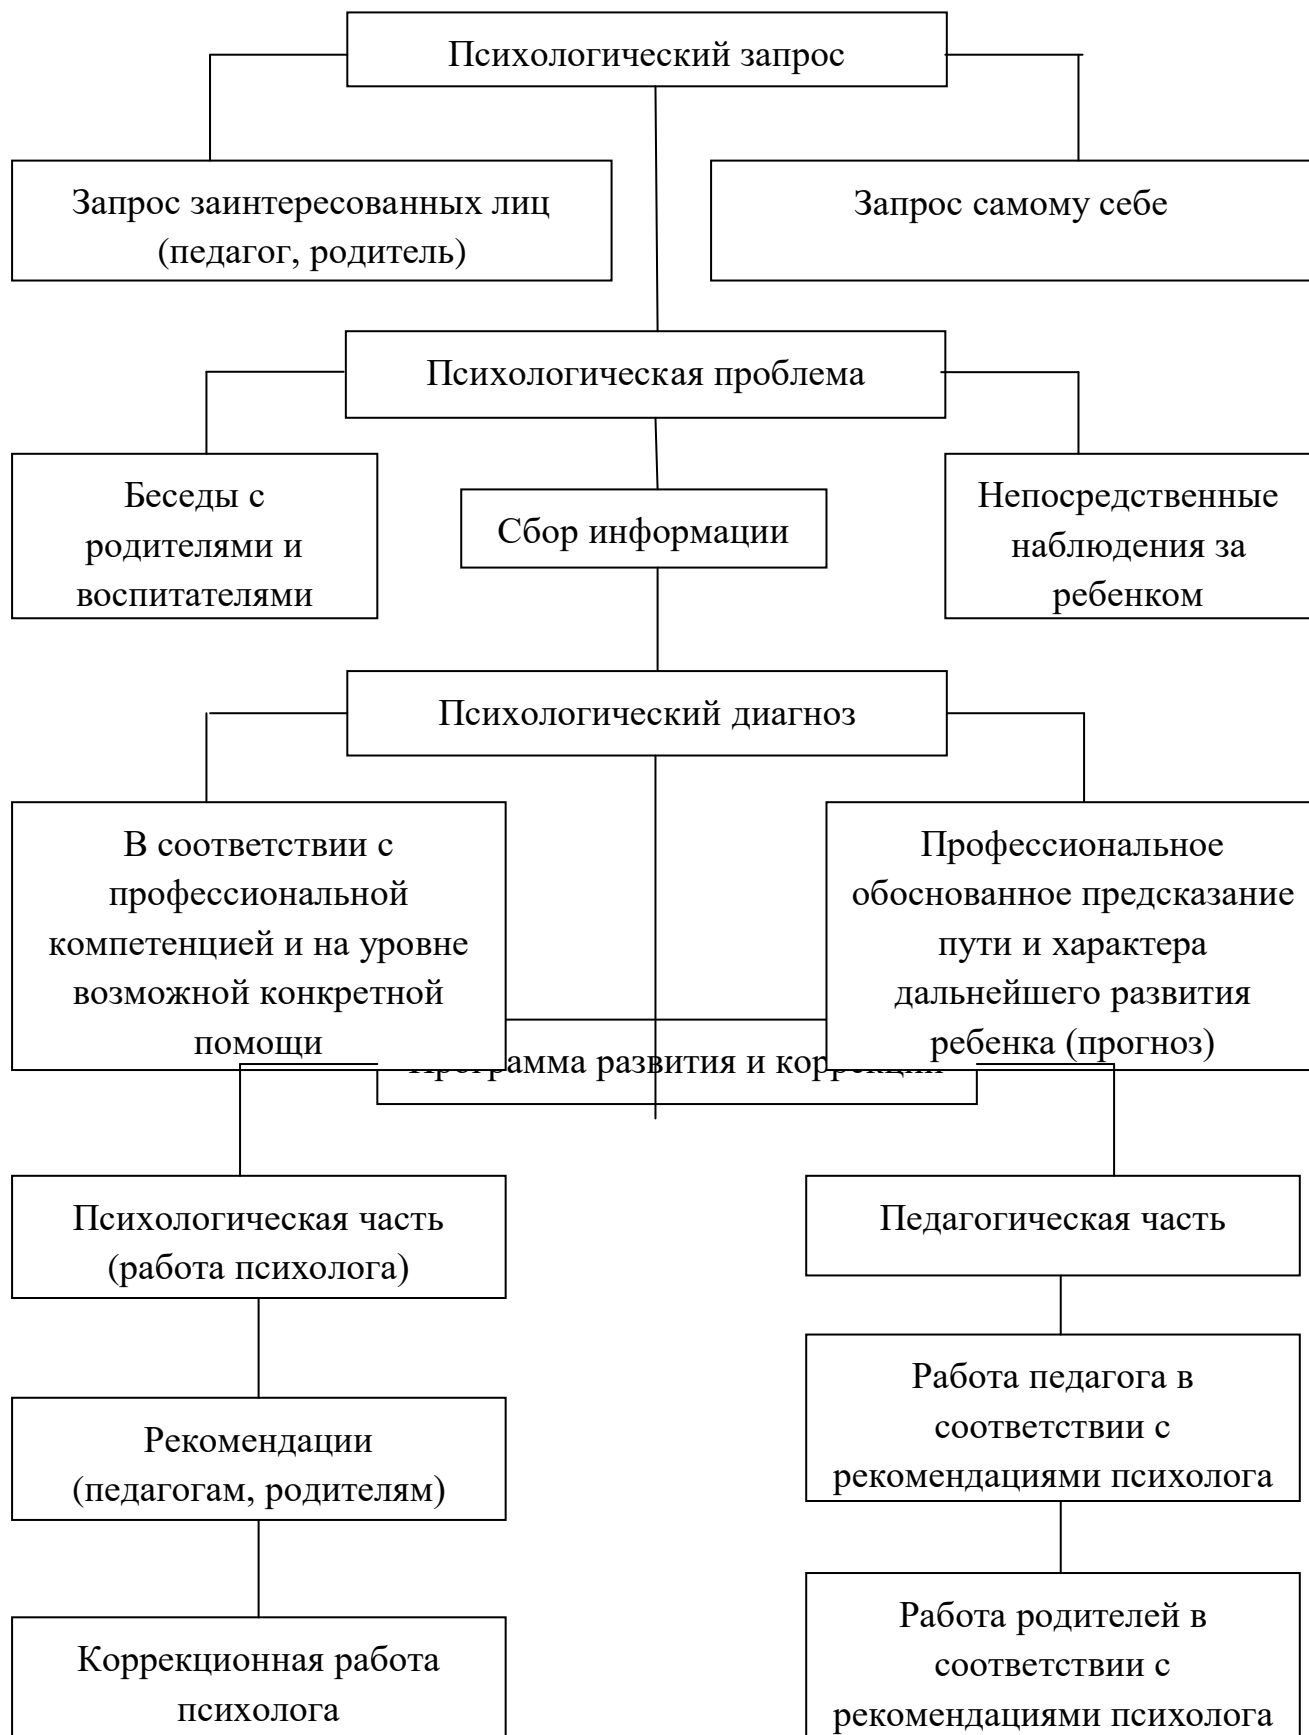 Психологический запрос
Запрос заинтересованных лиц
(педагог, родитель)
Запрос самому себе
Психологическая проблема
Беседы с
родителями и
воспитателями
Сбор информации
Непосредственные
наблюдения за
ребенком
Психологический диагноз
В соответствии с
профессиональной
компетенцией и на уровне
возможной конкретной
помощи
Профессиональное
обоснованное предсказание
пути и характера
дальнейшего развития
ребенка (прогноз)
Программа развития и коррекции
Психологическая часть
(работа психолога)
Педагогическая часть
Рекомендации
(педагогам, родителям)
Работа педагога в
соответствии с
рекомендациями психолога
Коррекционная работа
психолога
Работа родителей в
соответствии с
рекомендациями психолога